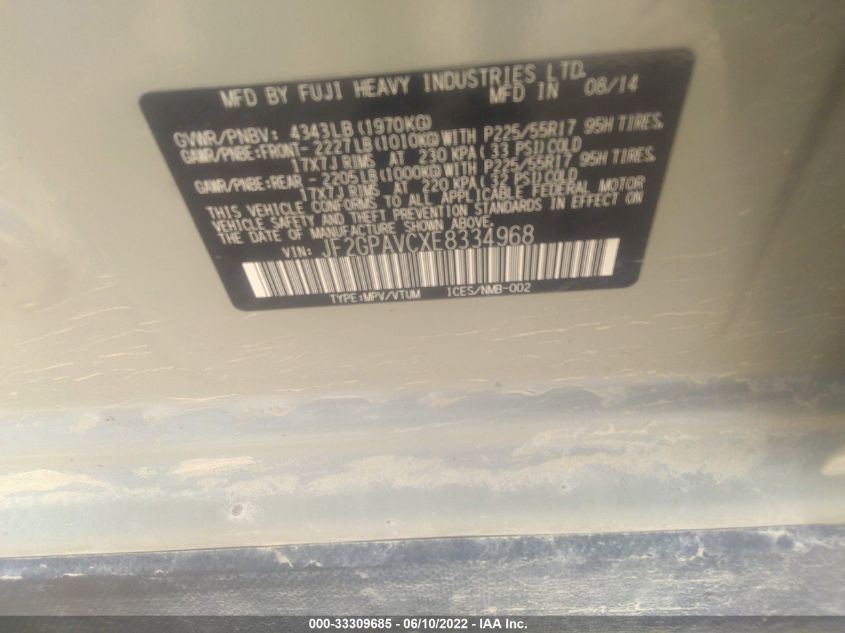 MFD BY FUJI HEAVY INDUSTRIES LTD.
MFD IN 08/14
GVWR/PNBV: 4343LB(1970KG)
GAWR/PNBE:FRONT- 2227LB(1010KG)WITH P225/55R17 95H TIRES,
17X7J RIMS AT 230 KPA( 33 PSI)COLD
GAWR/PNBE:REAR - 2205LB(1000KG)WITH P225/55R17 95H TIRES,
17X7J RIMS AT 220 KPA( PSI)COLD
THIS VEHICLE CONFORMS TO ALL APPLICABLE FEDERAL MOTOR
VEHICLE SAFETY AND THEFT PREVENTION STANDARDS IN EFFECT ON
THE DATE OF MANUFACTURE SHOWN ABOVE.
VIN: JF2GPAVCXE8334968
TYPE:MPV/VTUM ICES/NMB-002
000-33309685 - 06/10/2022 - IAA Inc.